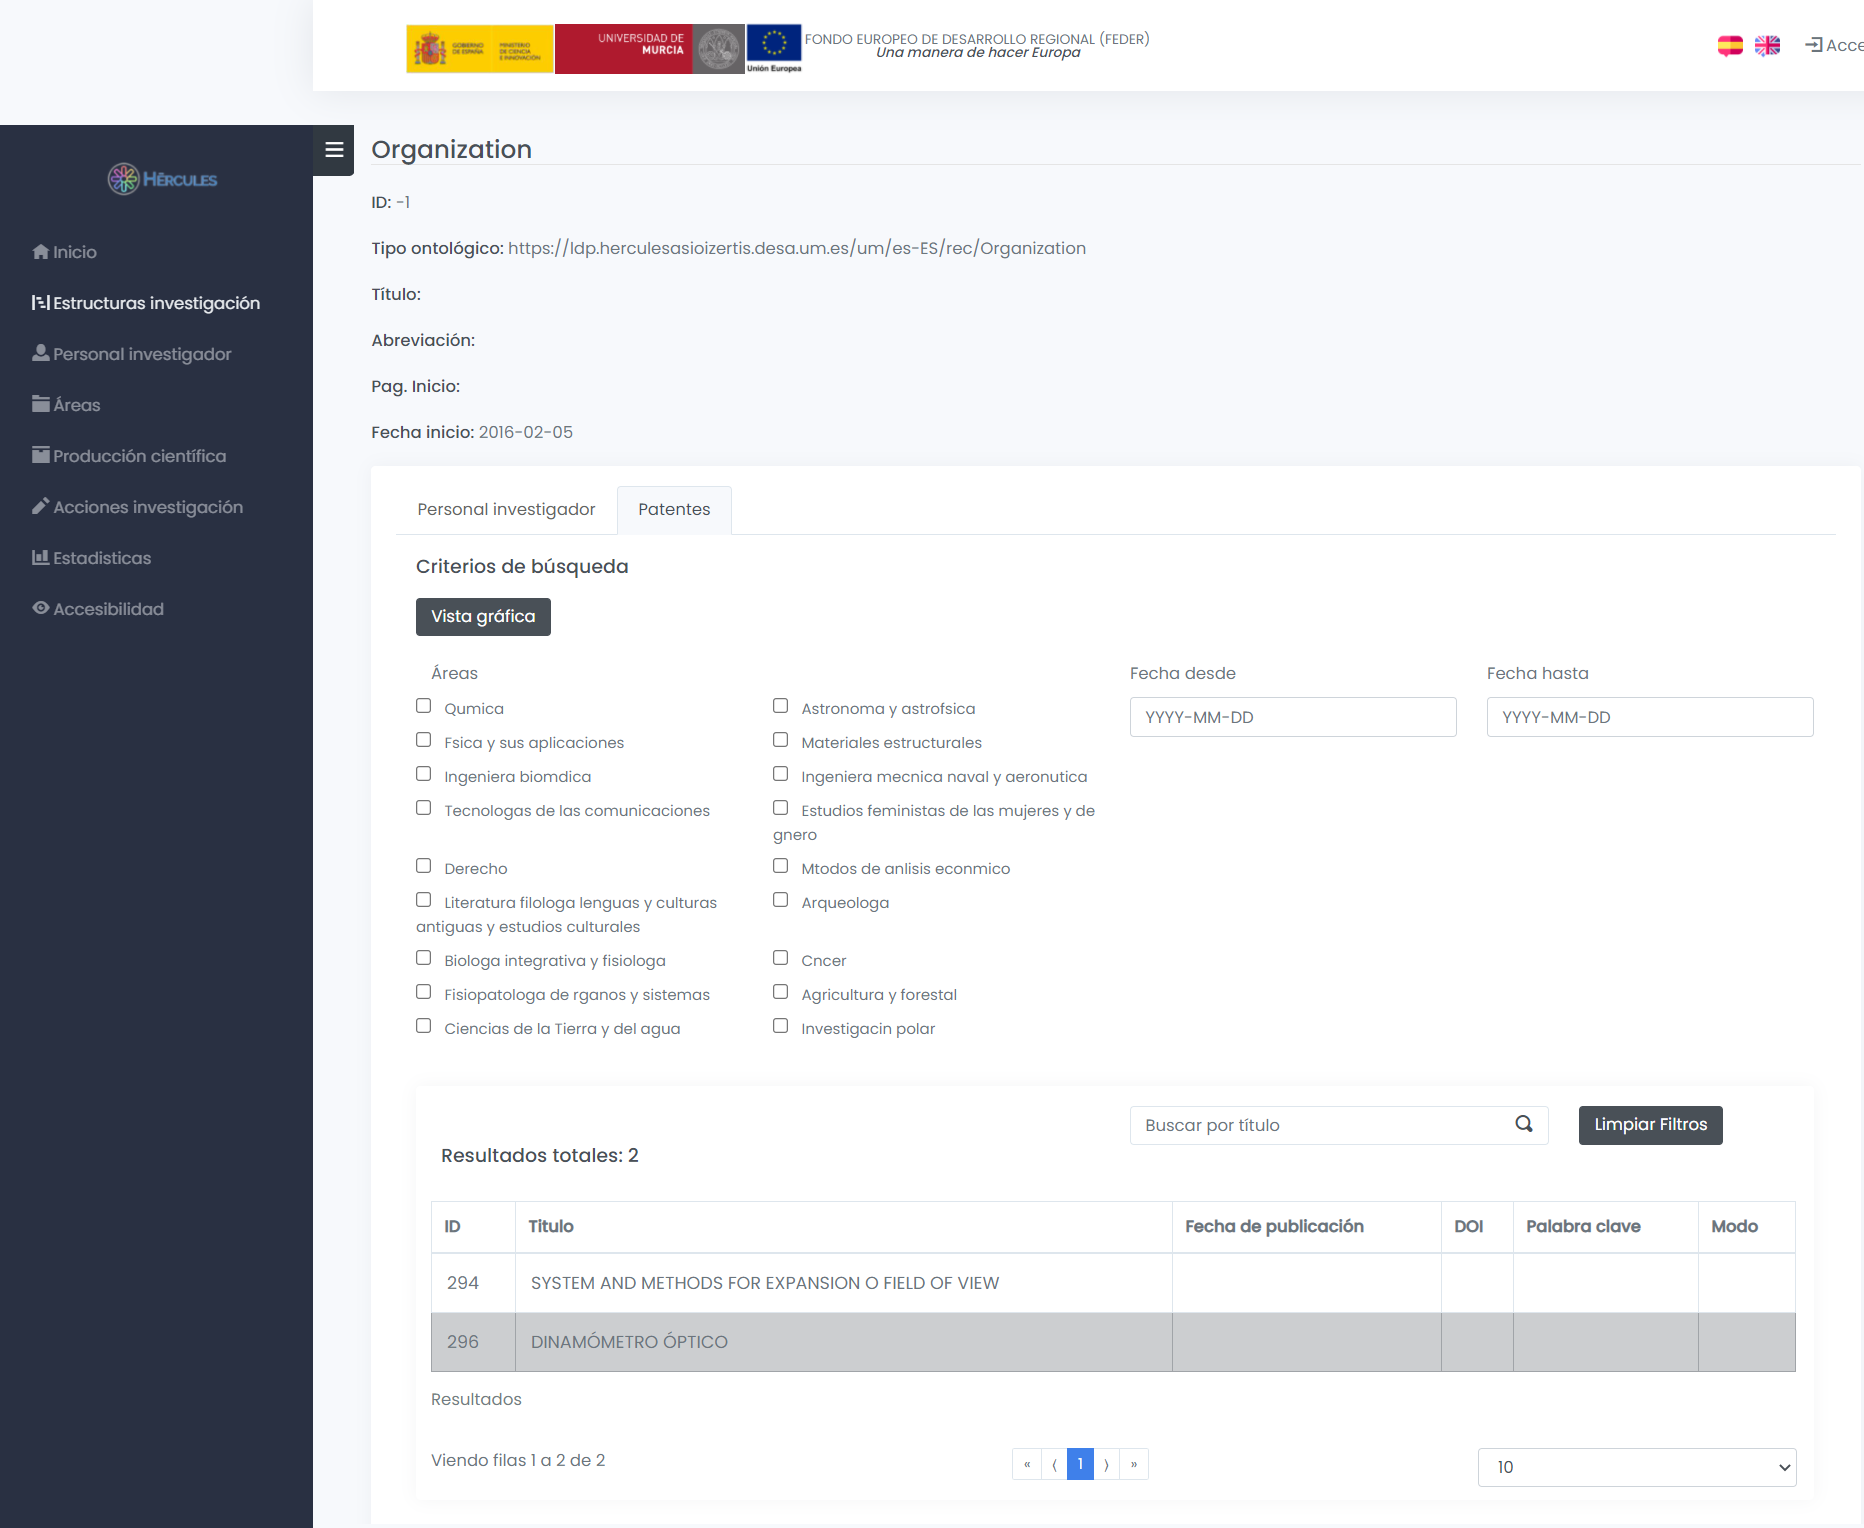 GOBIERNO DE ESPAÑA
MINISTERIO DE CIENCIA E INNOVACIÓN
UNIVERSIDAD DE MURCIA
Unión Europea
FONDO EUROPEO DE DESARROLLO REGIONAL (FEDER)
Una manera de hacer Europa
Acce
HÉRCULES
Inicio
Estructuras investigación
Personal investigador
Áreas
Producción científica
Acciones investigación
Estadisticas
Accesibilidad
Organization
ID: -1
Tipo ontológico: https://ldp.herculesasioizertis.desa.um.es/um/es-ES/rec/Organization
Título:
Abreviación:
Pag. Inicio:
Fecha inicio: 2016-02-05
Personal investigador Patentes
Criterios de búsqueda
Vista gráfica
Áreas
Qumica Astronoma y astrofsica
Fsica y sus aplicaciones Materiales estructurales
Ingeniera biomdica Ingeniera mecnica naval y aeronutica
Tecnologas de las comunicaciones Estudios feministas de las mujeres y de
gnero
Derecho Mtodos de anlisis econmico
Literatura filologa lenguas y culturas
antiguas y estudios culturales
Arqueologa
Biologa integrativa y fisiologa Cncer
Fisiopatologa de rganos y sistemas Agricultura y forestal
Ciencias de la Tierra y del agua Investigacin polar
Fecha desde
YYYY-MM-DD
Fecha hasta
YYYY-MM-DD
Buscar por título
Limpiar Filtros
Resultados totales: 2
ID Titulo Fecha de publicación DOI Palabra clave Modo
294 SYSTEM AND METHODS FOR EXPANSION O FIELD OF VIEW
296 DINAMÓMETRO ÓPTICO
Resultados
Viendo filas 1 a 2 de 2
« ⟨ 1 ⟩ »
10